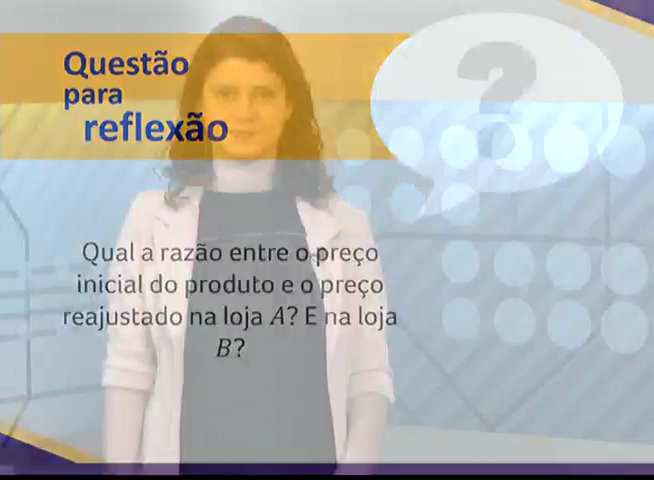 Questão
para
reflexão
?
Qual a razão entre o preço
inicial do produto e o preço
reajustado na loja A? E na loja
B?